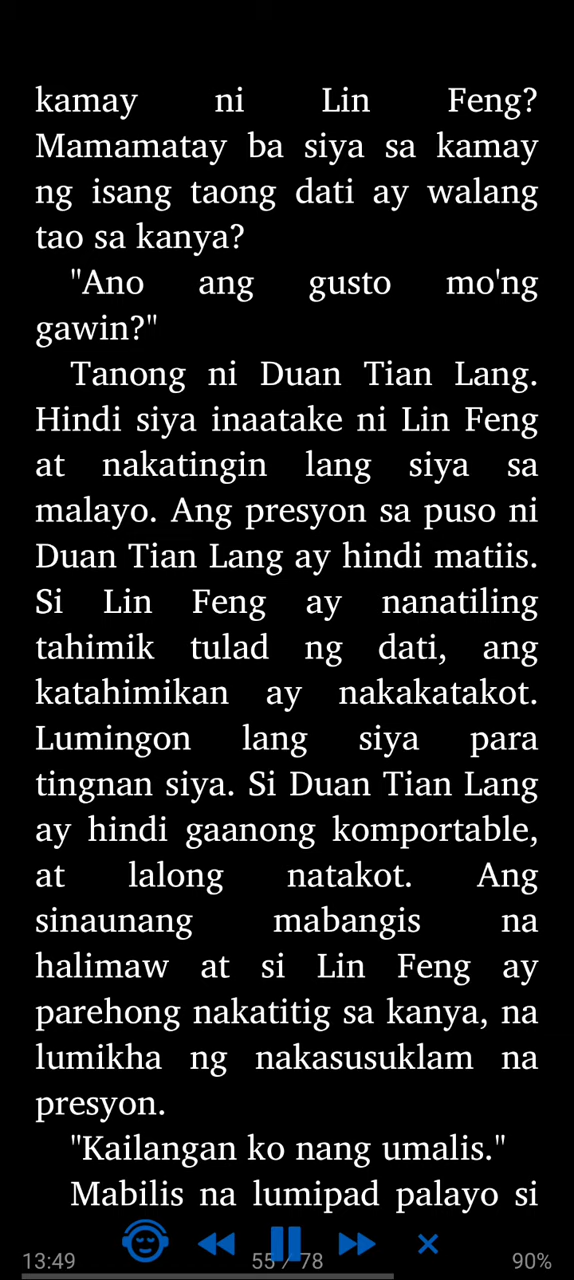 kamay ni Lin Feng?
Mamamatay ba siya sa kamay
ng isang taong dati ay walang
tao sa kanya?
"Ano ang gusto mo'ng
gawin?"
Tanong ni Duan Tian Lang.
Hindi siya inaatake ni Lin Feng
at nakatingin lang siya sa
malayo. Ang presyon sa puso ni
Duan Tian Lang ay hindi matiis.
Si Lin Feng ay nanatiling
tahimik tulad ng dati, ang
katahimikan ay nakakatakot.
Lumingon lang siya para
tingnan siya. Si Duan Tian Lang
ay hindi gaanong komportable,
at lalong natakot. Ang
sinaunang mabangis na
halimaw at si Lin Feng ay
parehong nakatitig sa kanya, na
lumikha ng nakasusuklam na
presyon.
"Kailangan ko nang umalis."
Mabilis na lumipad palayo si
13:49 55 / 78 90%